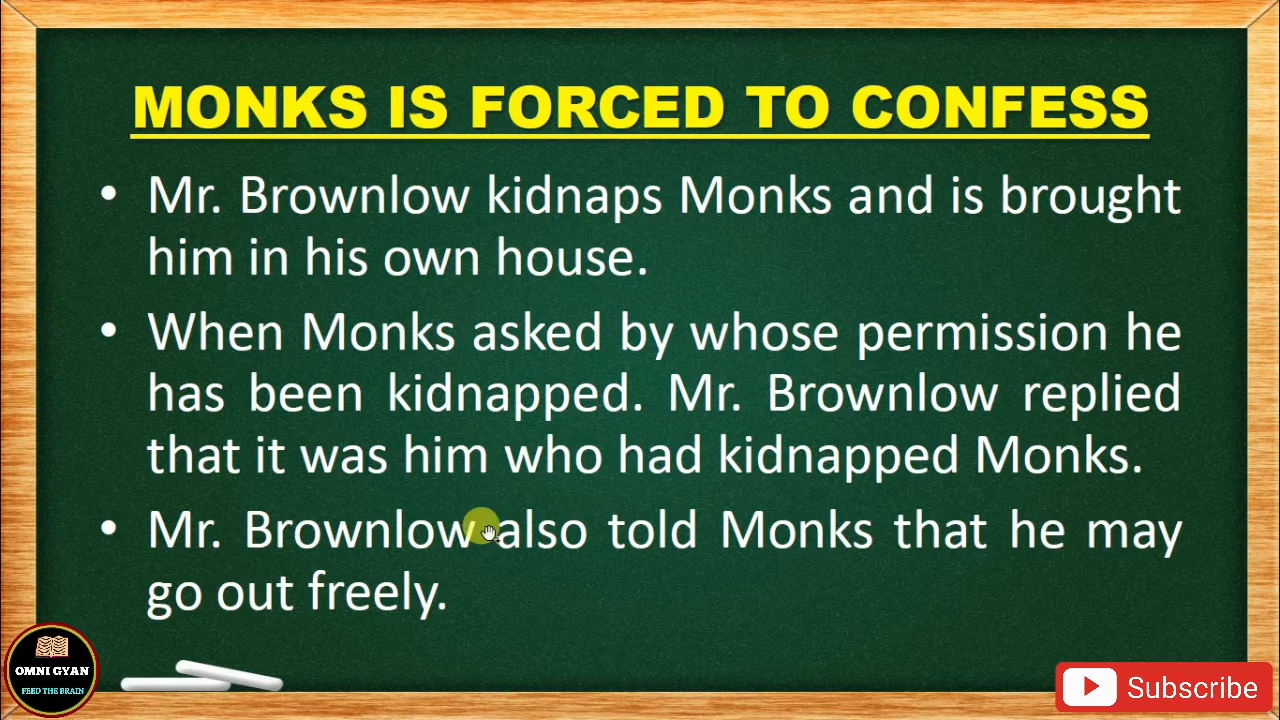 MONKS IS FORCED TO CONFESS
• Mr. Brownlow kidnaps Monks and is brought
him in his own house.
• When Monks asked by whose permission he
has been kidnapped. Mr. Brownlow replied
that it was him who had kidnapped Monks.
• Mr. Brownlow also told Monks that he may
go out freely.
OMNI GYAN
FEED THE BRAIN
Subscribe